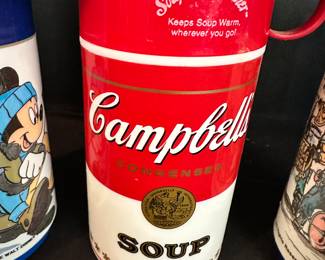 Keeps Soup Warm,
wherever you go!
Campbell's
CONDENSED
SOUP